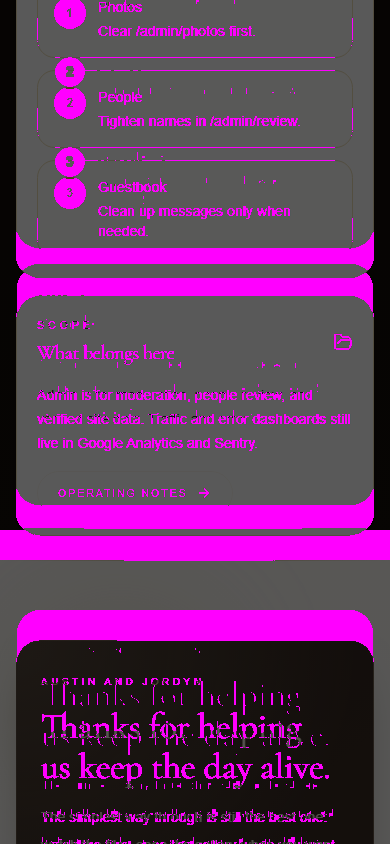 1
Photos
Clear /admin/photos first.
2
People
Tighten names in /admin/review.
3
Guestbook
Clean up messages only when
needed.
SCOPE
What belongs here
Admin is for moderation, people review, and
verified site data. Traffic and error dashboards still
live in Google Analytics and Sentry.
OPERATING NOTES →
AUSTIN AND JORDYN
Thanks for helping
us keep the day alive.
The simplest way through is still the best one: